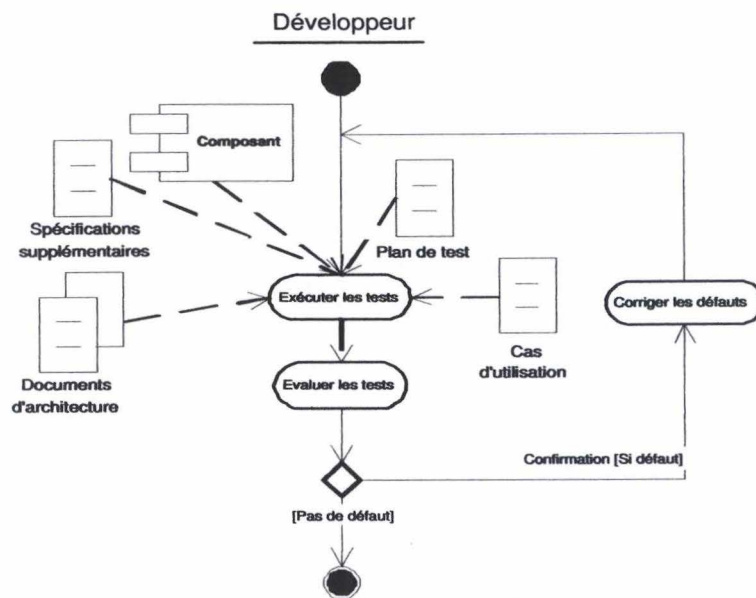 Développeur
Composant
Spécifications
supplémentaires
Plan de test
Exécuter les tests
Corriger les défauts
Documents
d'architecture
Cas
d'utilisation
Evaluer les tests
Confirmation [Si défaut]
[Pas de défaut]